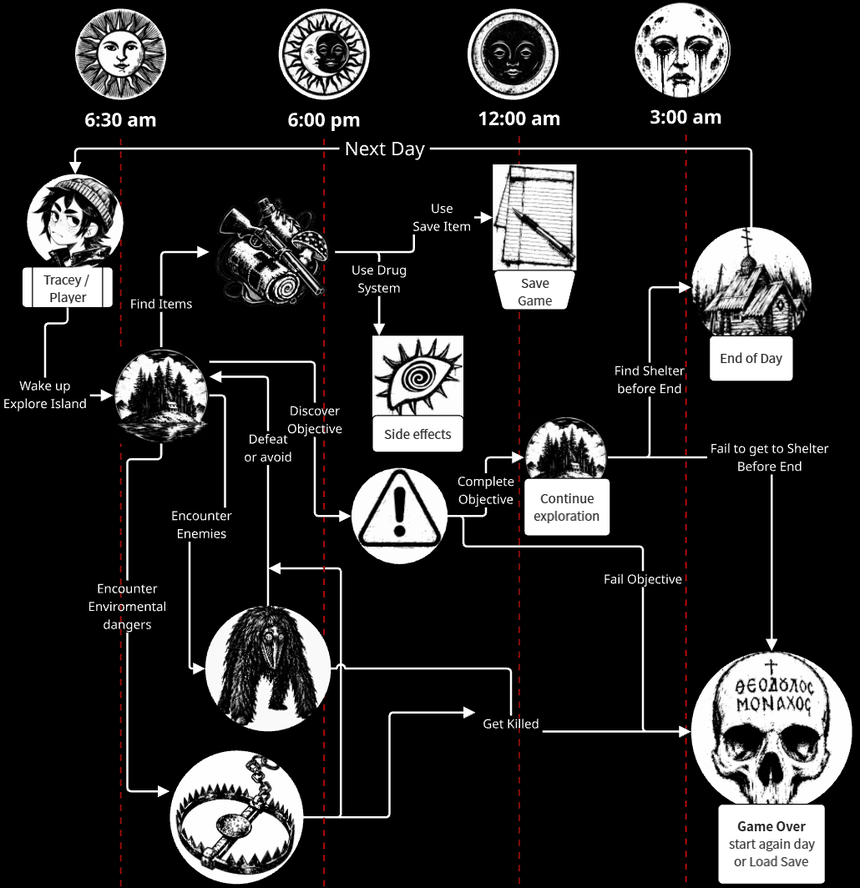 6:30 am
6:00 pm
12:00 am
3:00 am
Next Day
Tracey /
Player
Use
Save Item
Use Drug
System
Save
Game
Find Items
End of Day
Wake up
Explore Island
Discover
Objective
Side effects
Find Shelter
before End
Defeat
or avoid
Fail to get to Shelter
Before End
Complete
Objective
Continue
exploration
Encounter
Enemies
Fail Objective
Encounter
Enviromental
dangers
Get Killed
ΘΕΟΔΟΛΟΣ
ΜΟΝΑΧΟΣ
Game Over
start again day
or Load Save